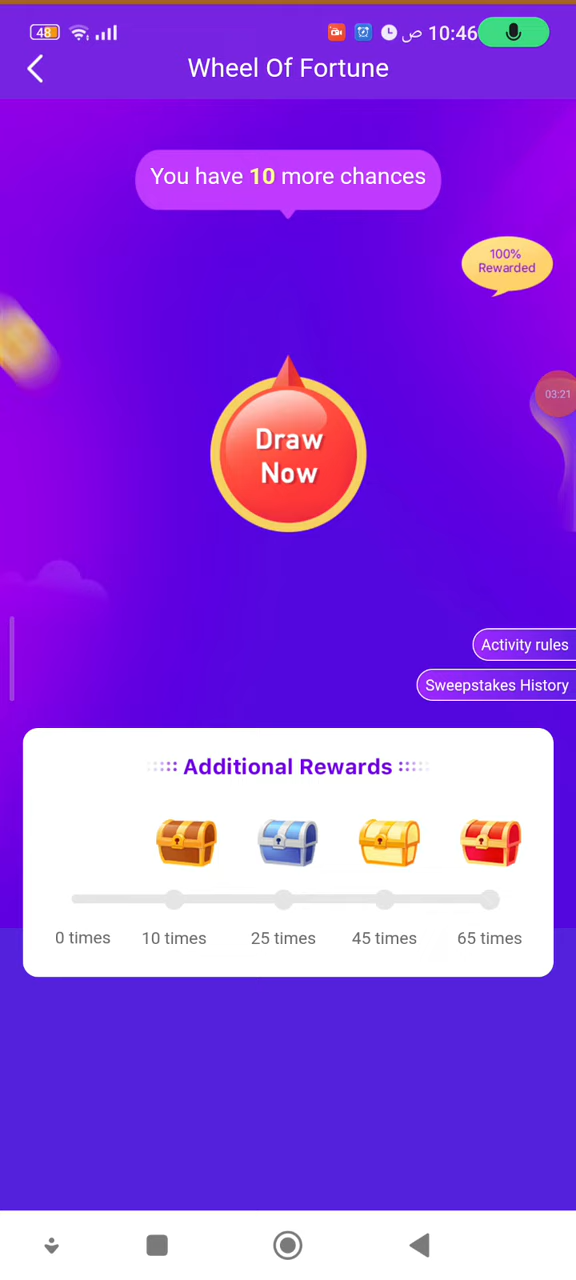 48
ص 10:46
Wheel Of Fortune
You have 10 more chances
100%
Rewarded
03:21
Draw
Now
Activity rules
Sweepstakes History
Additional Rewards
0 times
10 times
25 times
45 times
65 times